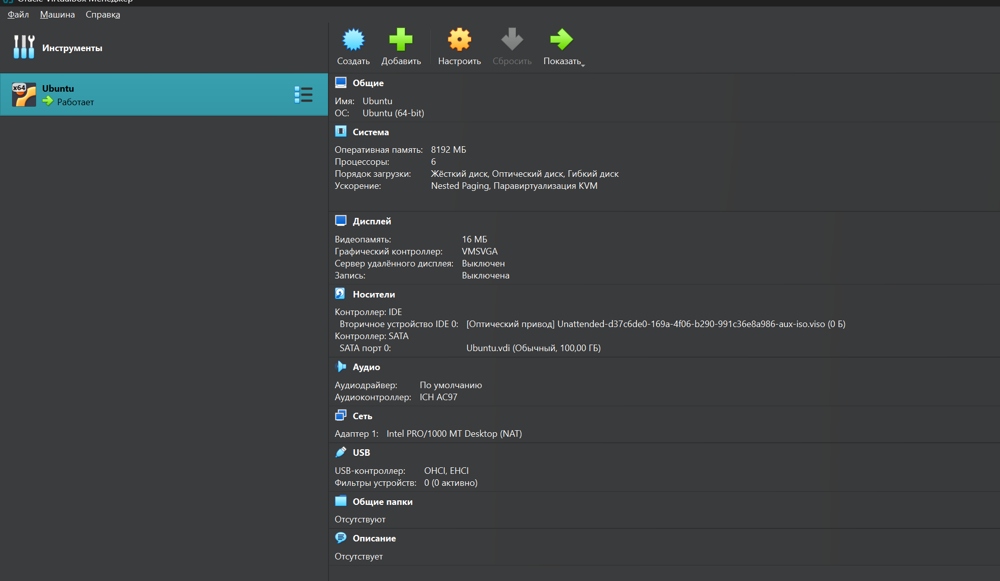 Oracle VirtualBox Менеджер
Файл Машина Справка
Инструменты
Создать Добавить Настроить Сбросить Показать
x64
Ubuntu
Работает
Общие
Имя: Ubuntu
ОС: Ubuntu (64-bit)
Система
Оперативная память: 8192 МБ
Процессоры: 6
Порядок загрузки: Жёсткий диск, Оптический диск, Гибкий диск
Ускорение: Nested Paging, Паравиртуализация KVM
Дисплей
Видеопамять: 16 МБ
Графический контроллер: VMSVGA
Сервер удалённого дисплея: Выключен
Запись: Выключена
Носители
Контроллер: IDE
Вторичное устройство IDE 0: [Оптический привод] Unattended-d37c6de0-169a-4f06-b290-991c36e8a986-aux-iso.viso (0 Б)
Контроллер: SATA
SATA порт 0: Ubuntu.vdi (Обычный, 100,00 ГБ)
Аудио
Аудиодрайвер: По умолчанию
Аудиоконтроллер: ICH AC97
Сеть
Адаптер 1: Intel PRO/1000 MT Desktop (NAT)
USB
USB-контроллер: OHCI, EHCI
Фильтры устройств: 0 (0 активно)
Общие папки
Отсутствуют
Описание
Отсутствует